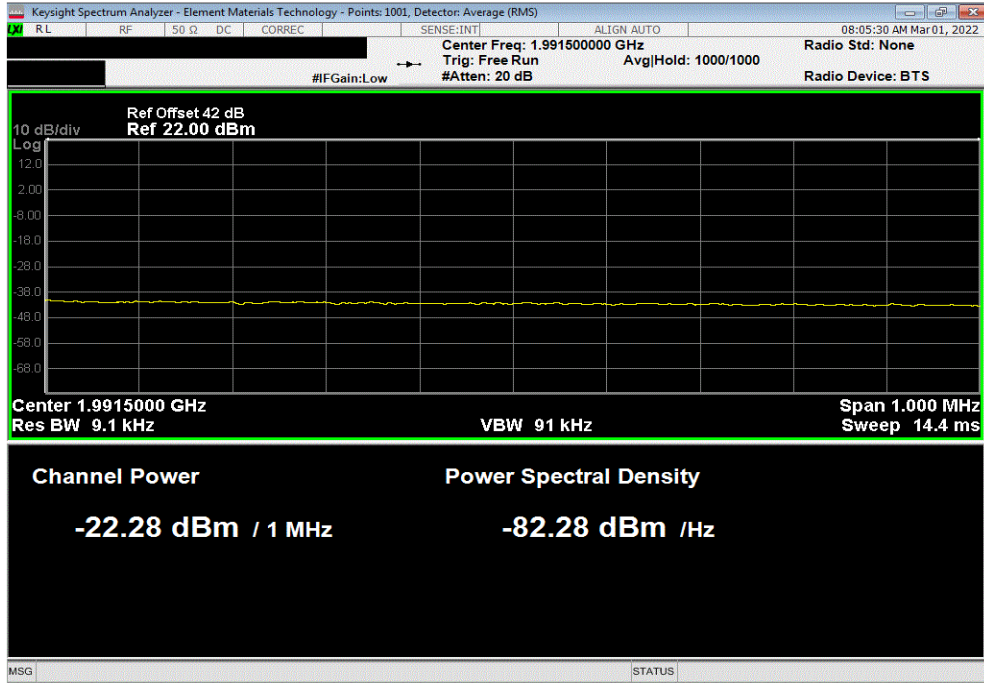 Keysight Spectrum Analyzer - Element Materials Technology - Points: 1001, Detector: Average (RMS)
LXI RL RF 50 Ω DC CORREC SENSE:INT ALIGN AUTO 08:05:30 AM Mar 01, 2022
Center Freq: 1.991500000 GHz Radio Std: None
Trig: Free Run Avg|Hold: 1000/1000
#IFGain:Low #Atten: 20 dB Radio Device: BTS
Ref Offset 42 dB
10 dB/div Ref 22.00 dBm
Log
12.0
2.00
-8.00
-18.0
-28.0
-38.0
-48.0
-58.0
-68.0
Center 1.9915000 GHz Span 1.000 MHz
Res BW 9.1 kHz VBW 91 kHz Sweep 14.4 ms
Channel Power Power Spectral Density
-22.28 dBm / 1 MHz -82.28 dBm /Hz
MSG STATUS